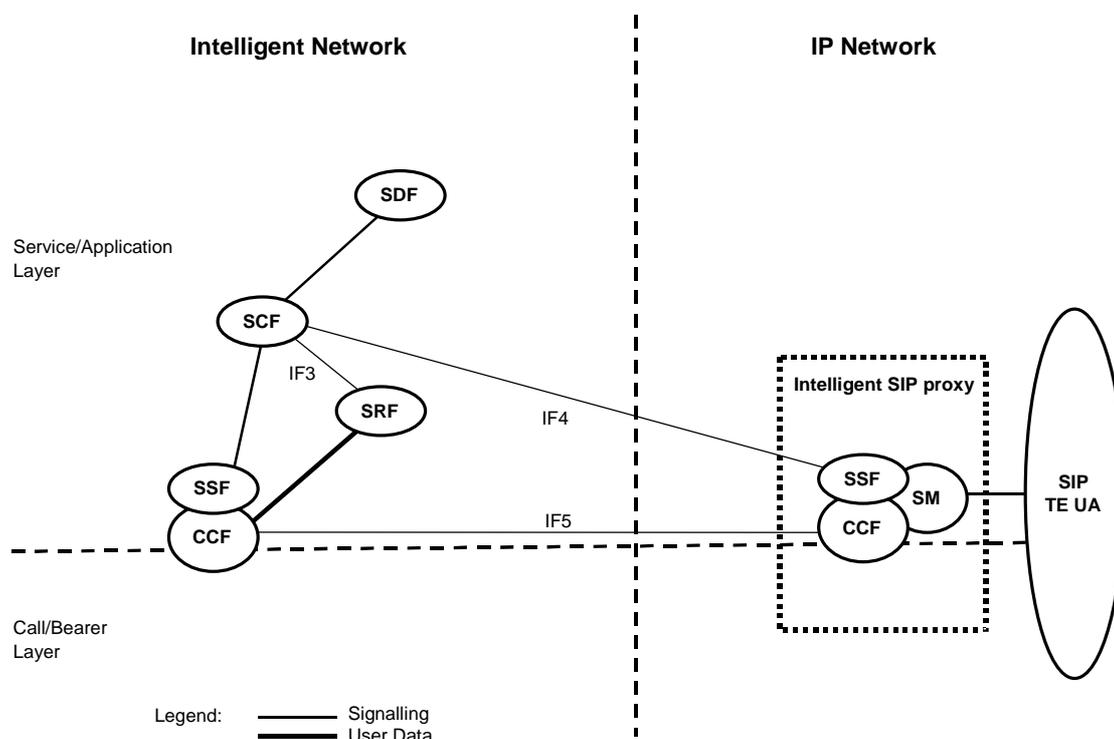 Intelligent Network
IP Network
SDF
Service/Application
Layer
SCF
IF3
SRF
IF4
Intelligent SIP proxy
SSF
CCF
IF5
SSF
SM
CCF
SIP
TE UA
Call/Bearer
Layer
Legend:
Signalling
User Data